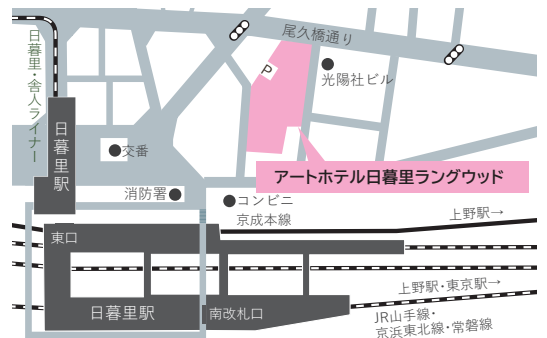 尾久橋通り
P
光陽社ビル
日暮里・舎人ライナー
日暮里駅
交番
アートホテル日暮里ラングウッド
消防署
コンビニ
京成本線
上野駅→
東口
上野駅・東京駅→
日暮里駅
南改札口
JR山手線・
京浜東北線・常磐線